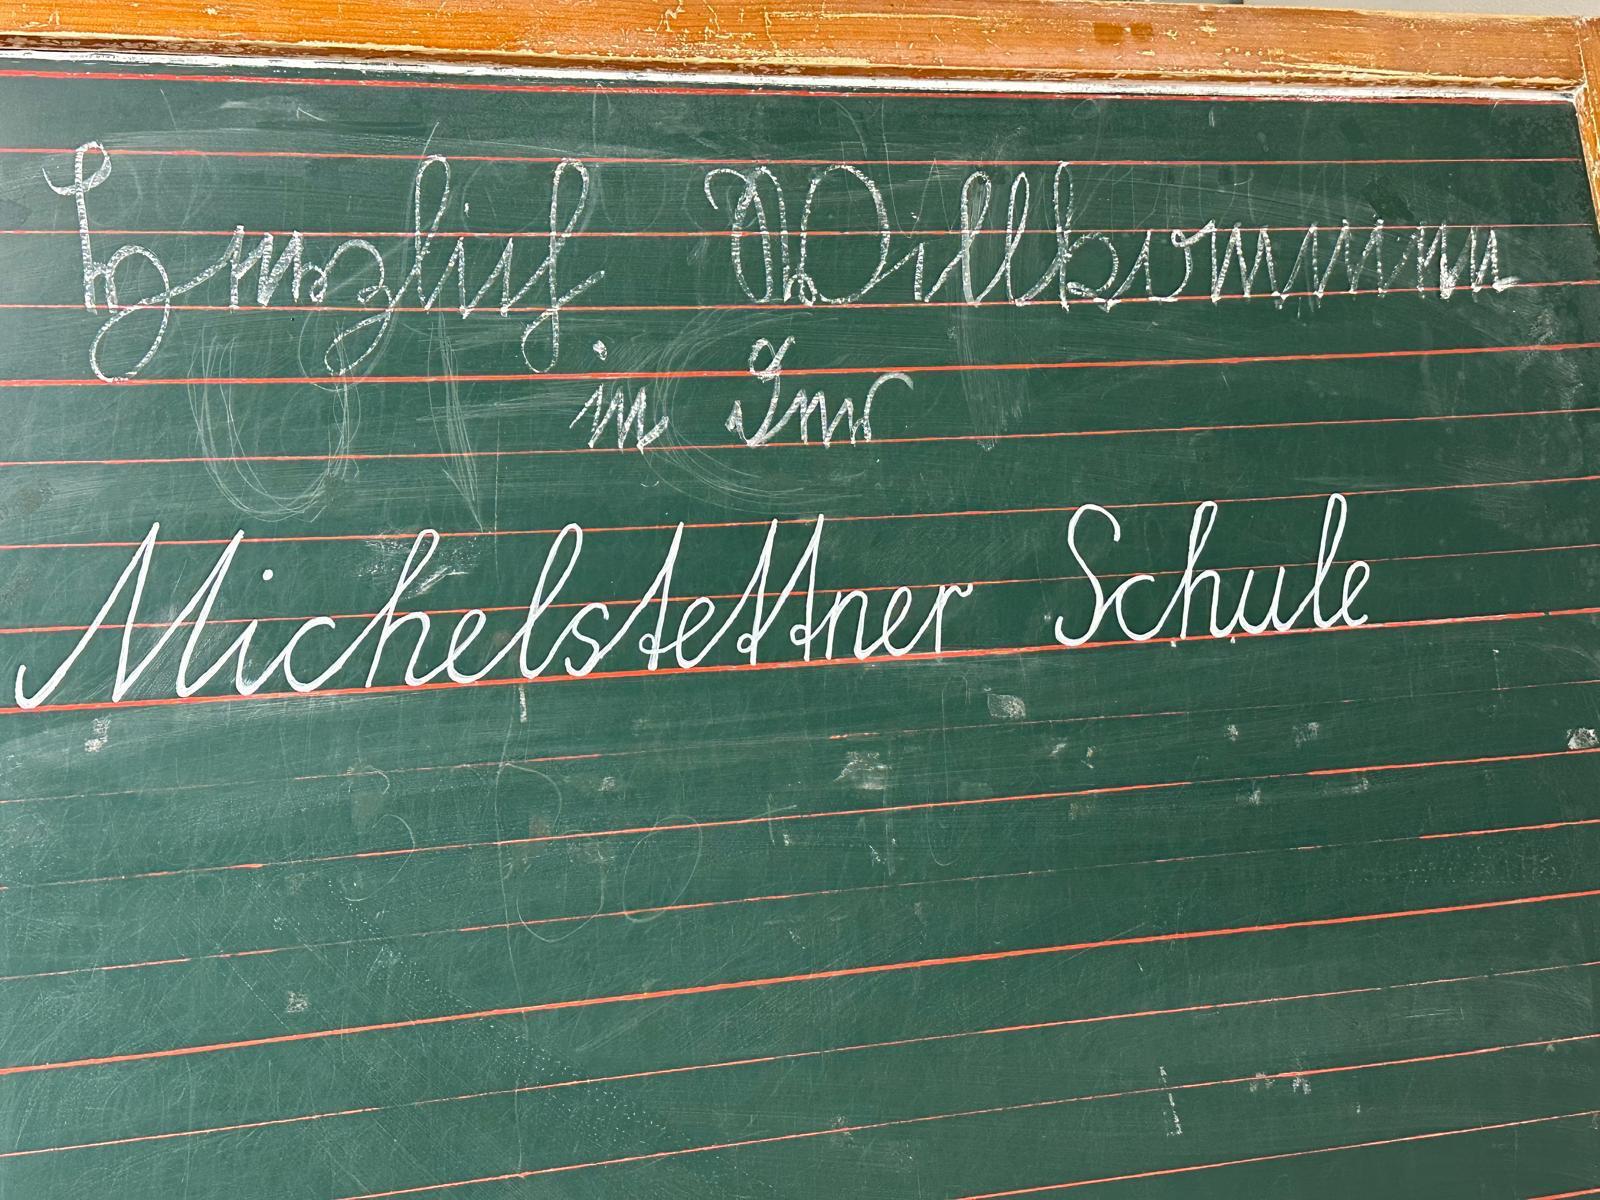 Herzlich Willkommen
in der
Michelstettner Schule